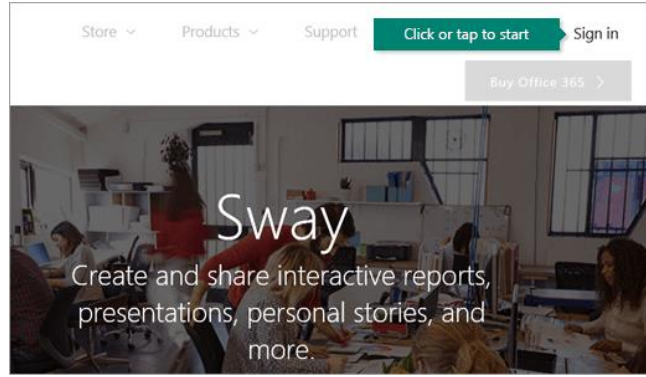 Store Products Support Click or tap to start Sign in
Buy Office 365
Sway
Create and share interactive reports,
presentations, personal stories, and
more.